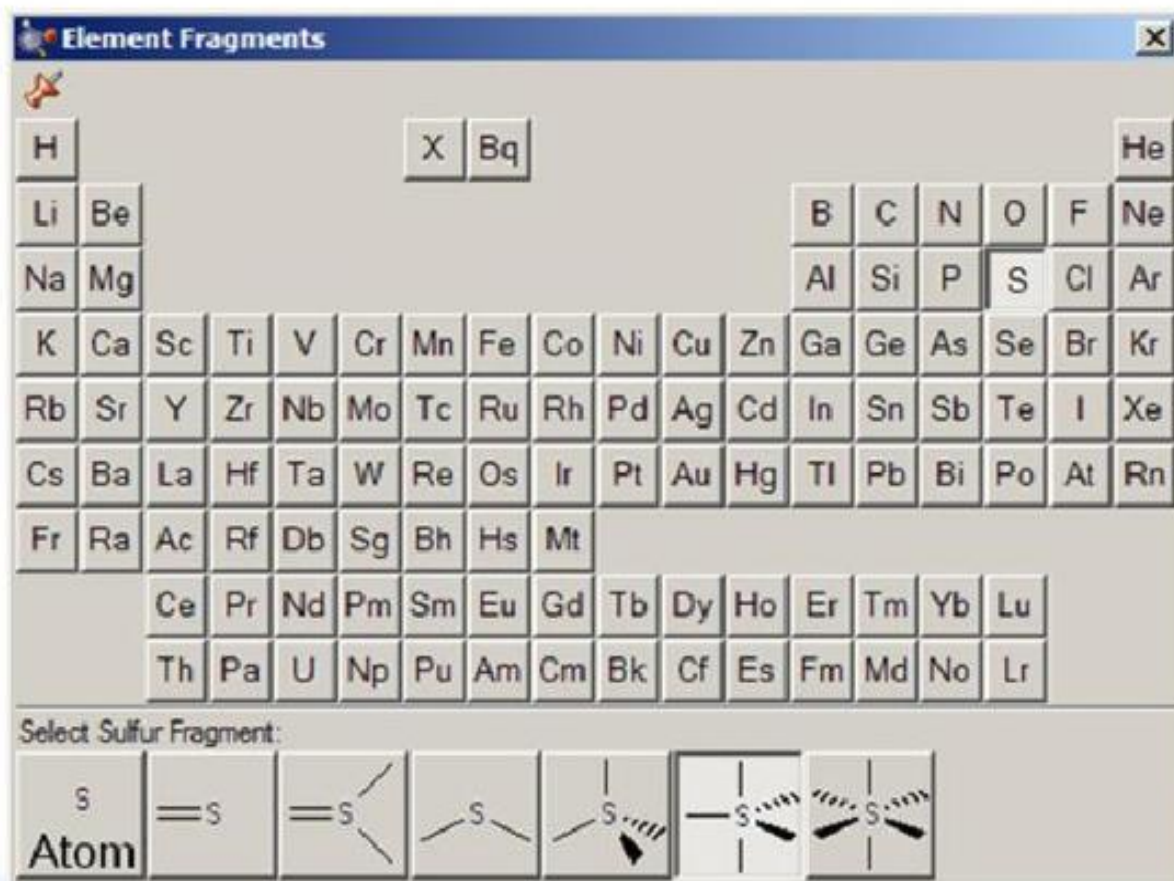 Element Fragments
H X Bq He
Li Be B C N O F Ne
Na Mg Al Si P S Cl Ar
K Ca Sc Ti V Cr Mn Fe Co Ni Cu Zn Ga Ge As Se Br Kr
Rb Sr Y Zr Nb Mo Tc Ru Rh Pd Ag Cd In Sn Sb Te I Xe
Cs Ba La Hf Ta W Re Os Ir Pt Au Hg Tl Pb Bi Po At Rn
Fr Ra Ac Rf Db Sg Bh Hs Mt
Ce Pr Nd Pm Sm Eu Gd Tb Dy Ho Er Tm Yb Lu
Th Pa U Np Pu Am Cm Bk Cf Es Fm Md No Lr
Select Sulfur Fragment:
S S S S S S S
Atom